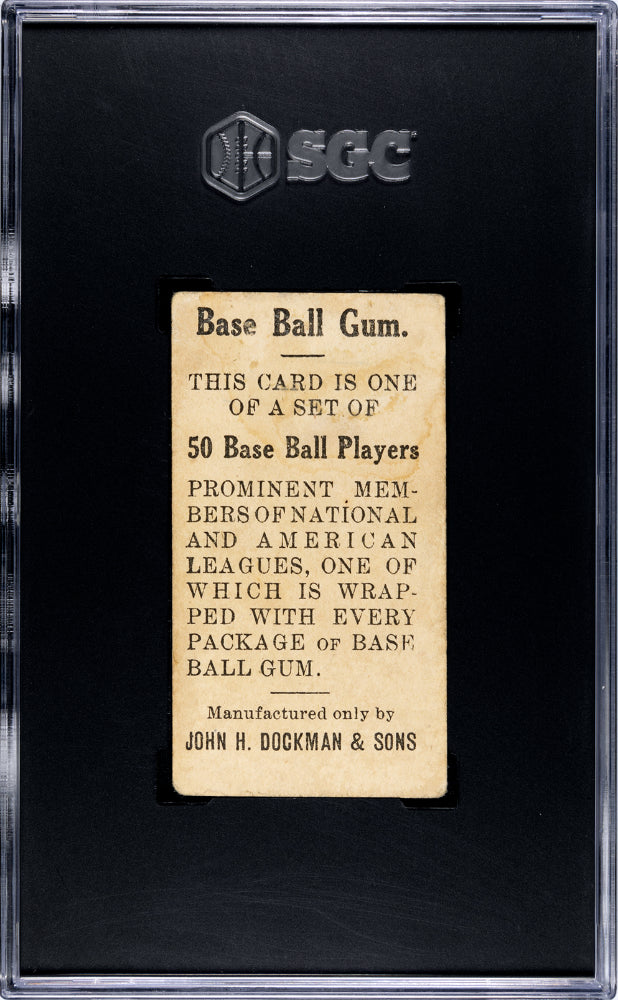 SGC
Base Ball Gum.
THIS CARD IS ONE
OF A SET OF
50 Base Ball Players
PROMINENT MEM-
BERS OF NATIONAL
AND AMERICAN
LEAGUES, ONE OF
WHICH IS WRAP-
PED WITH EVERY
PACKAGE OF BASE
BALL GUM.
Manufactured only by
JOHN H. DOCKMAN & SONS